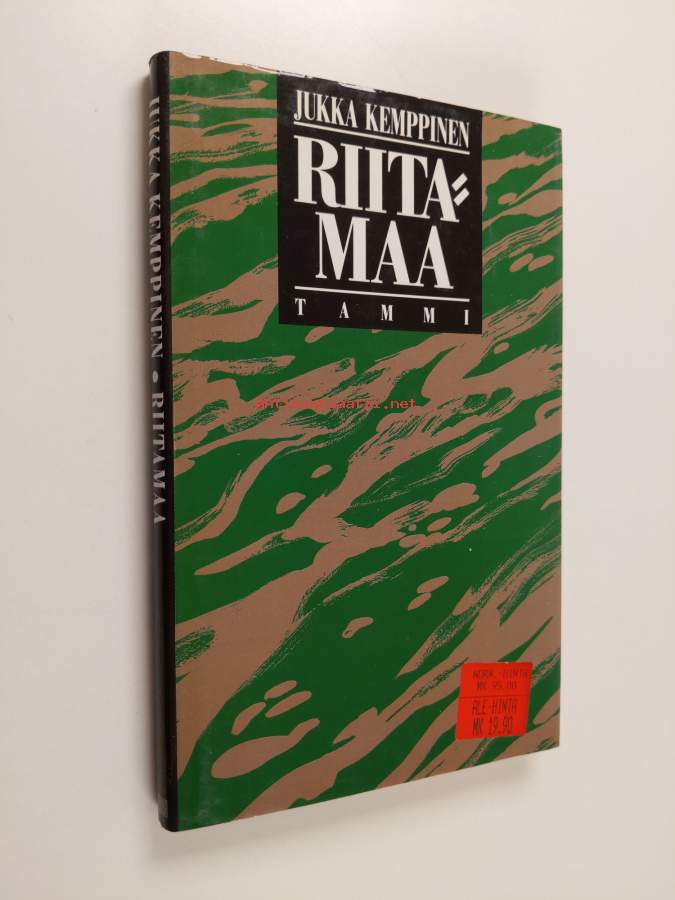 JUKKA KEMPPINEN
RIITA=
MAA
TAMMI
JUKKA KEMPPINEN • RIITAMAA
antikvariaatti.net
NORM.-HINTA
MK 95.00
ALE-HINTA
MK 19.90